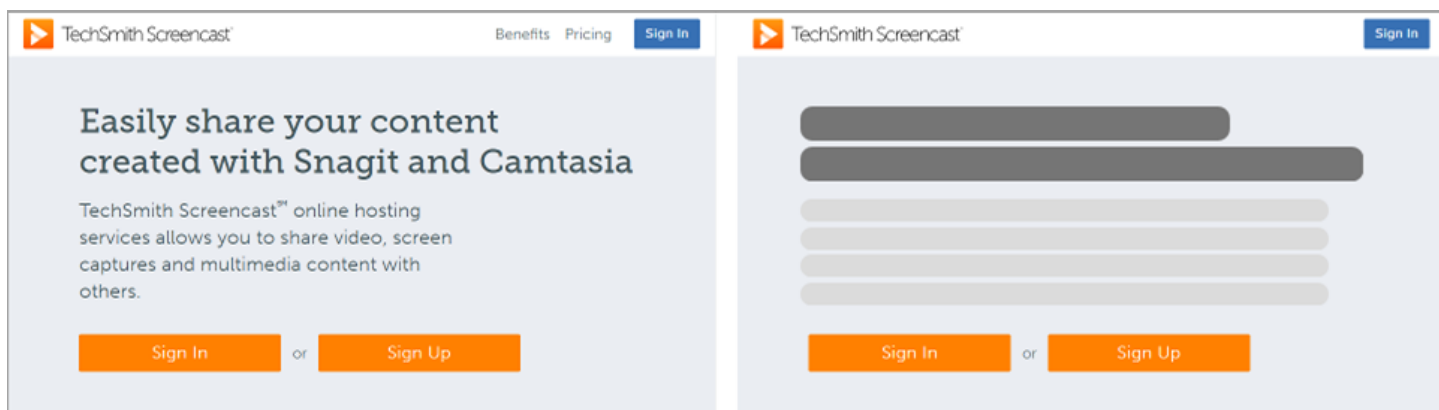 TechSmith Screencast
Benefits Pricing Sign In
Easily share your content
created with Snagit and Camtasia
TechSmith Screencast℠ online hosting
services allows you to share video, screen
captures and multimedia content with
others.
Sign In or Sign Up
TechSmith Screencast
Sign In
Sign In or Sign Up